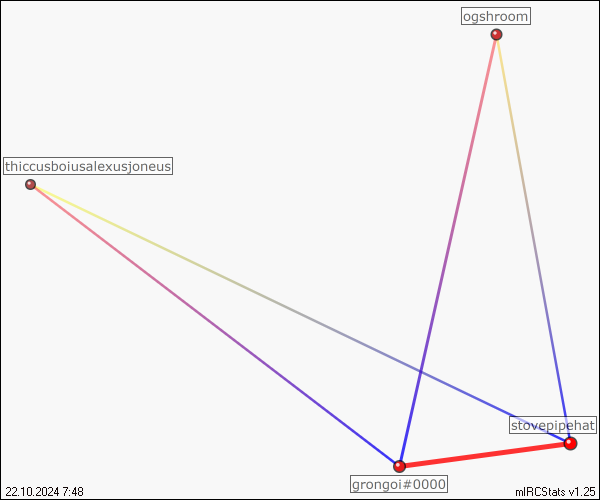 ogshroom
thiccusboiusalexusjoneus
stovepipehat
grongoi#0000
22.10.2024 7:48
mIRCStats v1.25